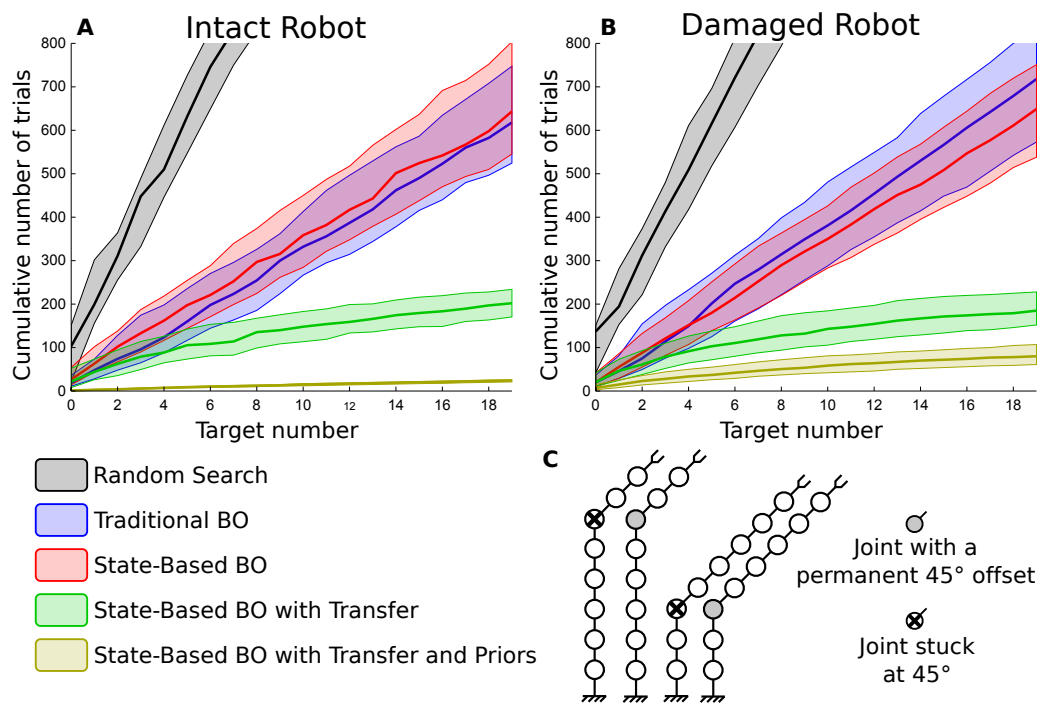 A Intact Robot
B Damaged Robot
Cumulative number of trials
800
700
600
500
400
300
200
100
0
0 2 4 6 8 10 12 14 16 18
Target number
Cumulative number of trials
800
700
600
500
400
300
200
100
0
0 2 4 6 8 10 12 14 16 18
Target number
Random Search
Traditional BO
State-Based BO
State-Based BO with Transfer
State-Based BO with Transfer and Priors
C
Joint with a
permanent 45° offset
Joint stuck
at 45°